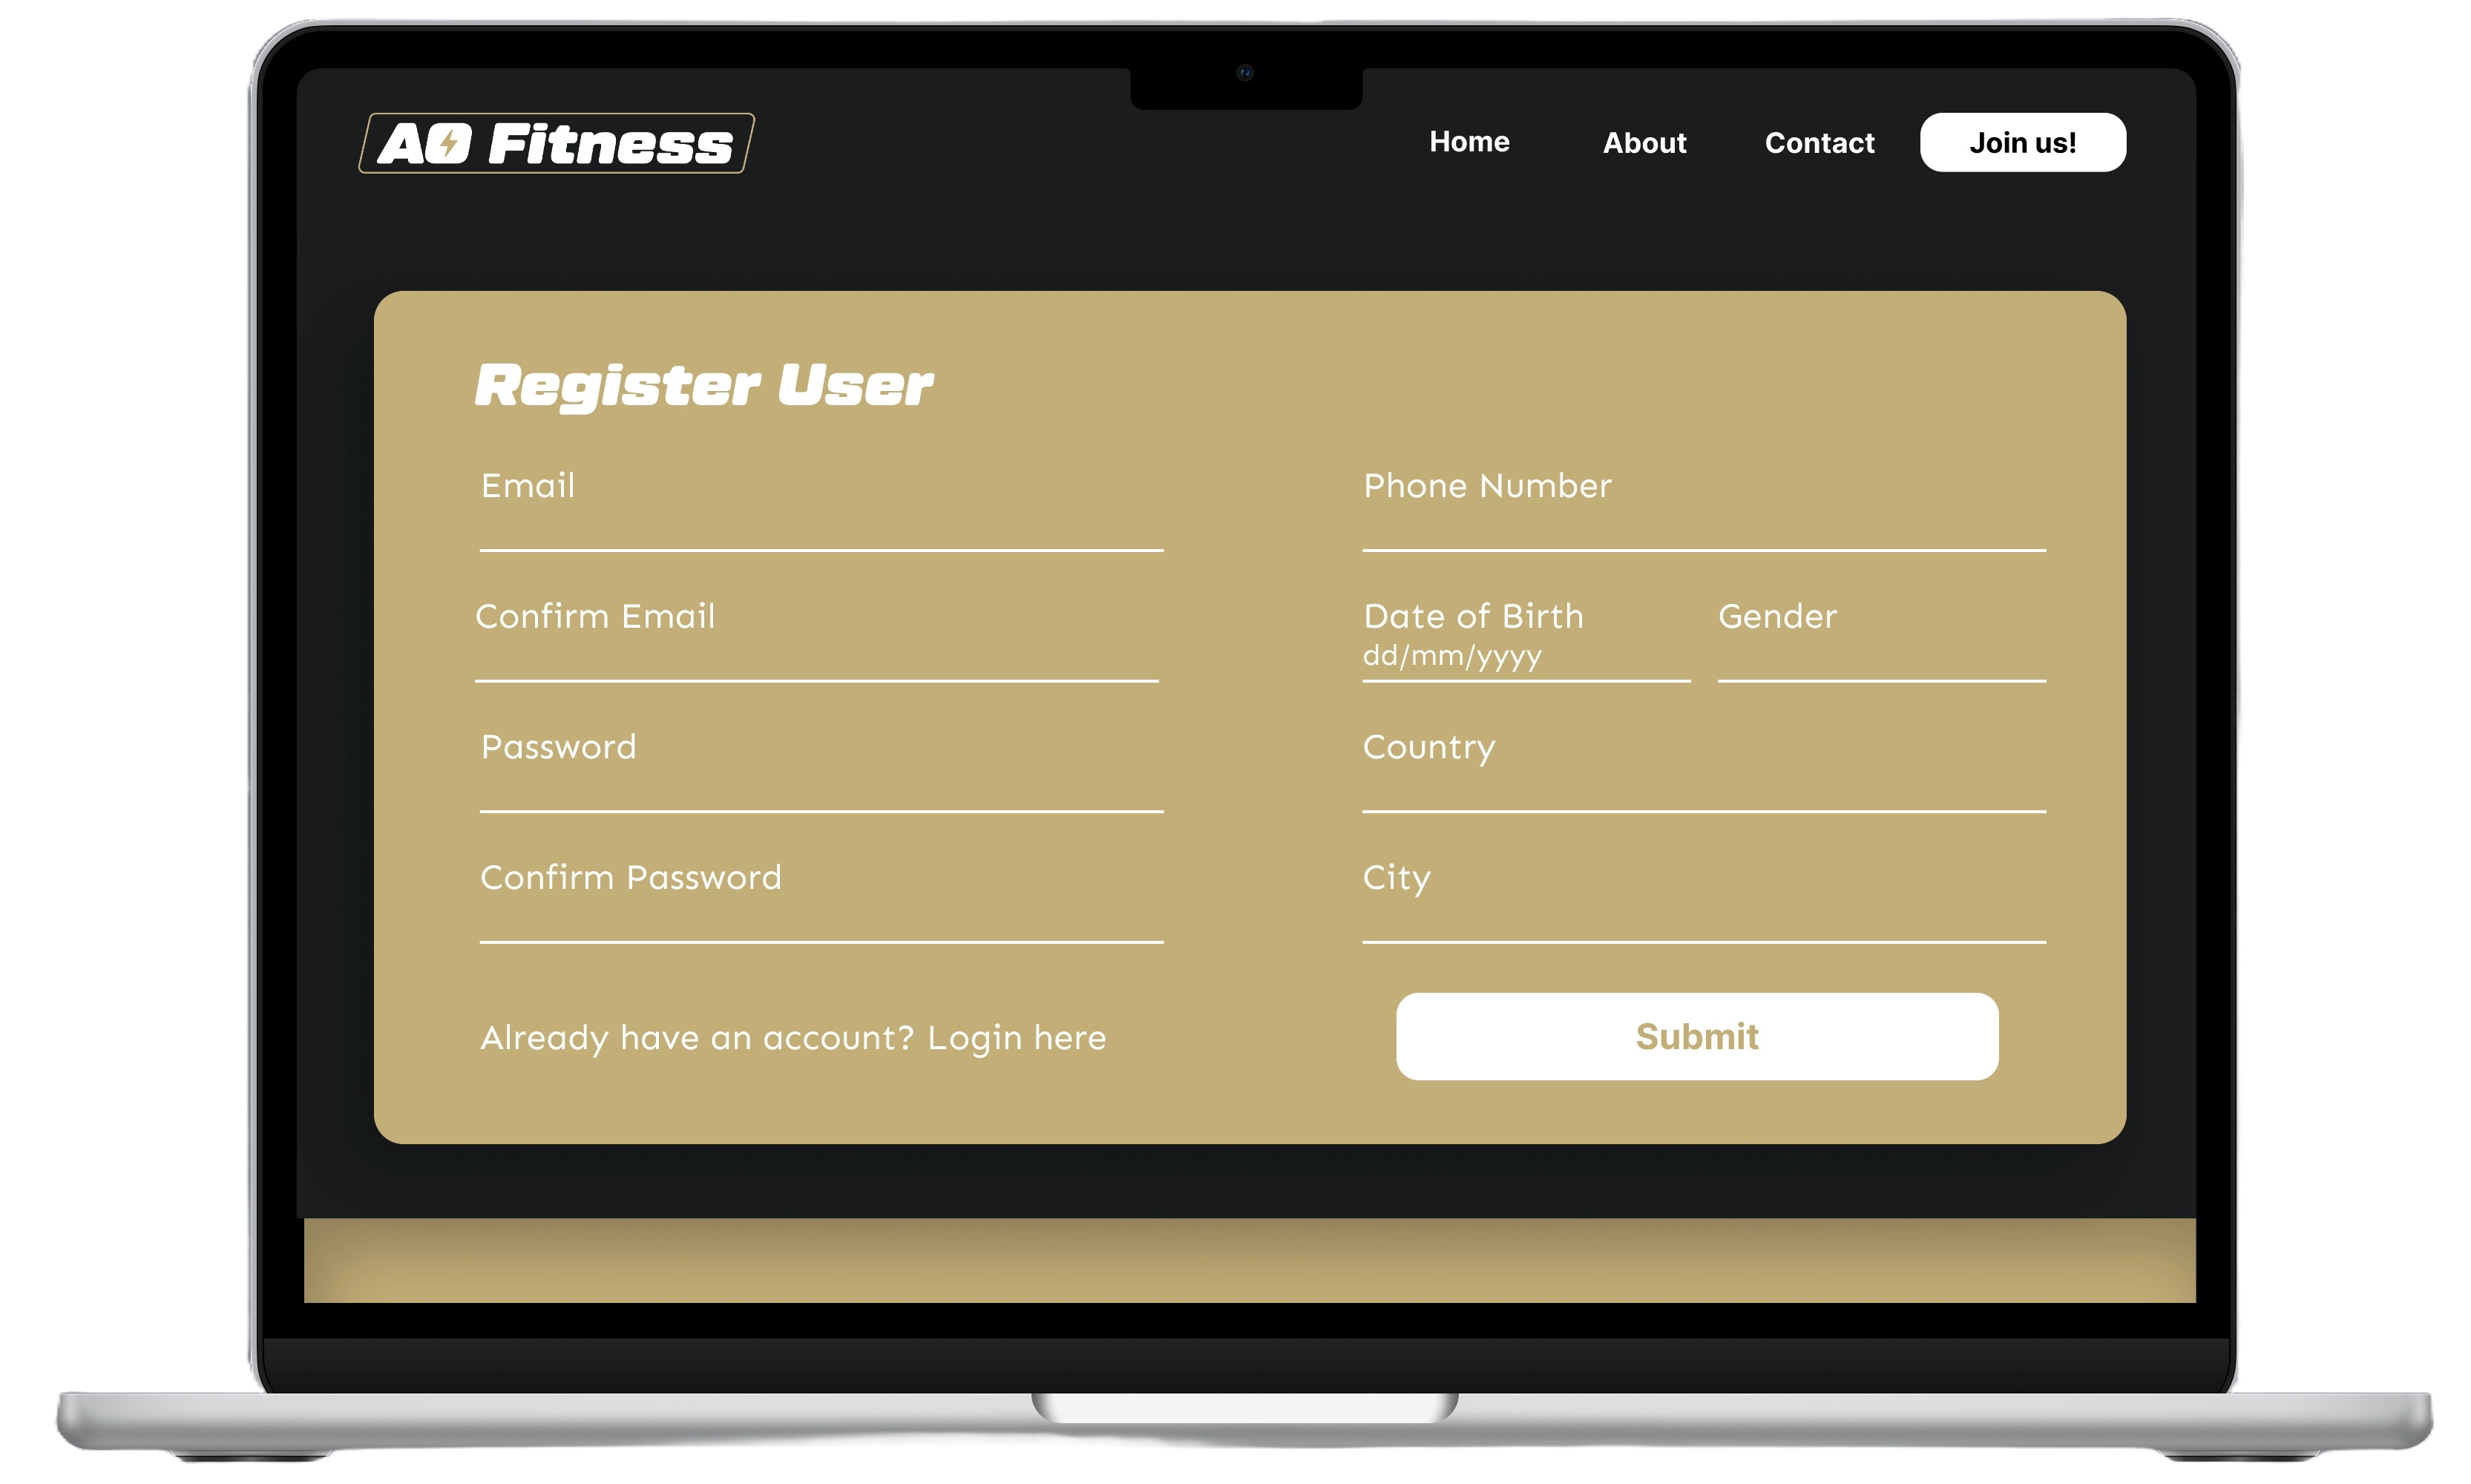 AO Fitness
Home
About
Contact
Join us!
Register User
Email
Phone Number
Confirm Email
Date of Birth
dd/mm/yyyy
Gender
Password
Country
Confirm Password
City
Already have an account? Login here
Submit